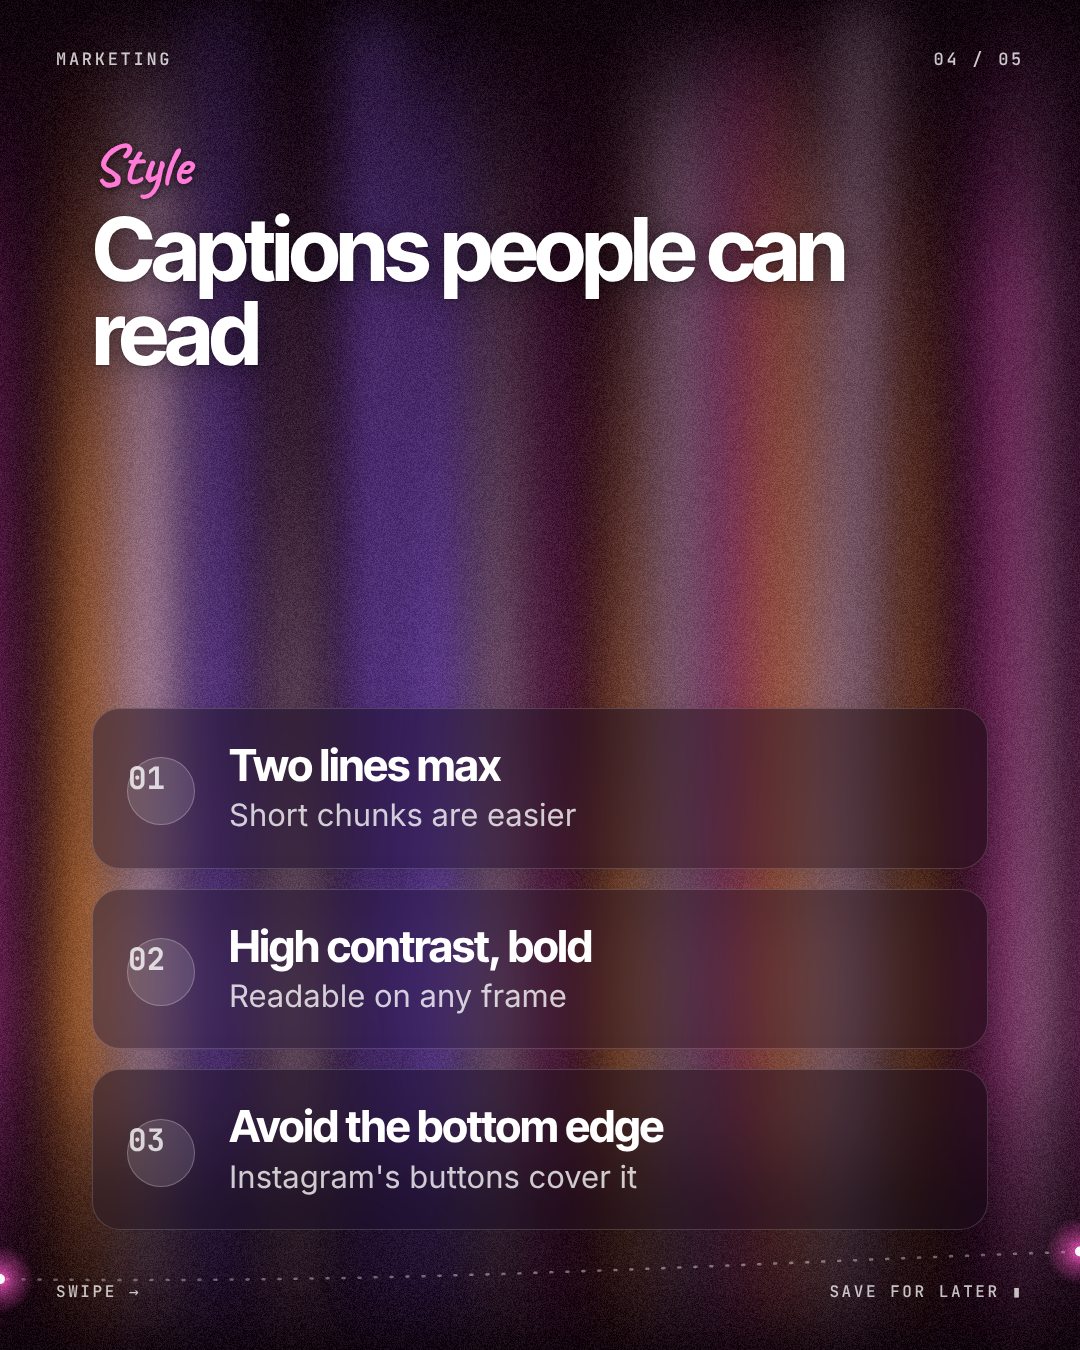 MARKETING
04 / 05
Style
Captions people can
read
01
Two lines max
Short chunks are easier
02
High contrast, bold
Readable on any frame
03
Avoid the bottom edge
Instagram's buttons cover it
SWIPE →
SAVE FOR LATER ▮